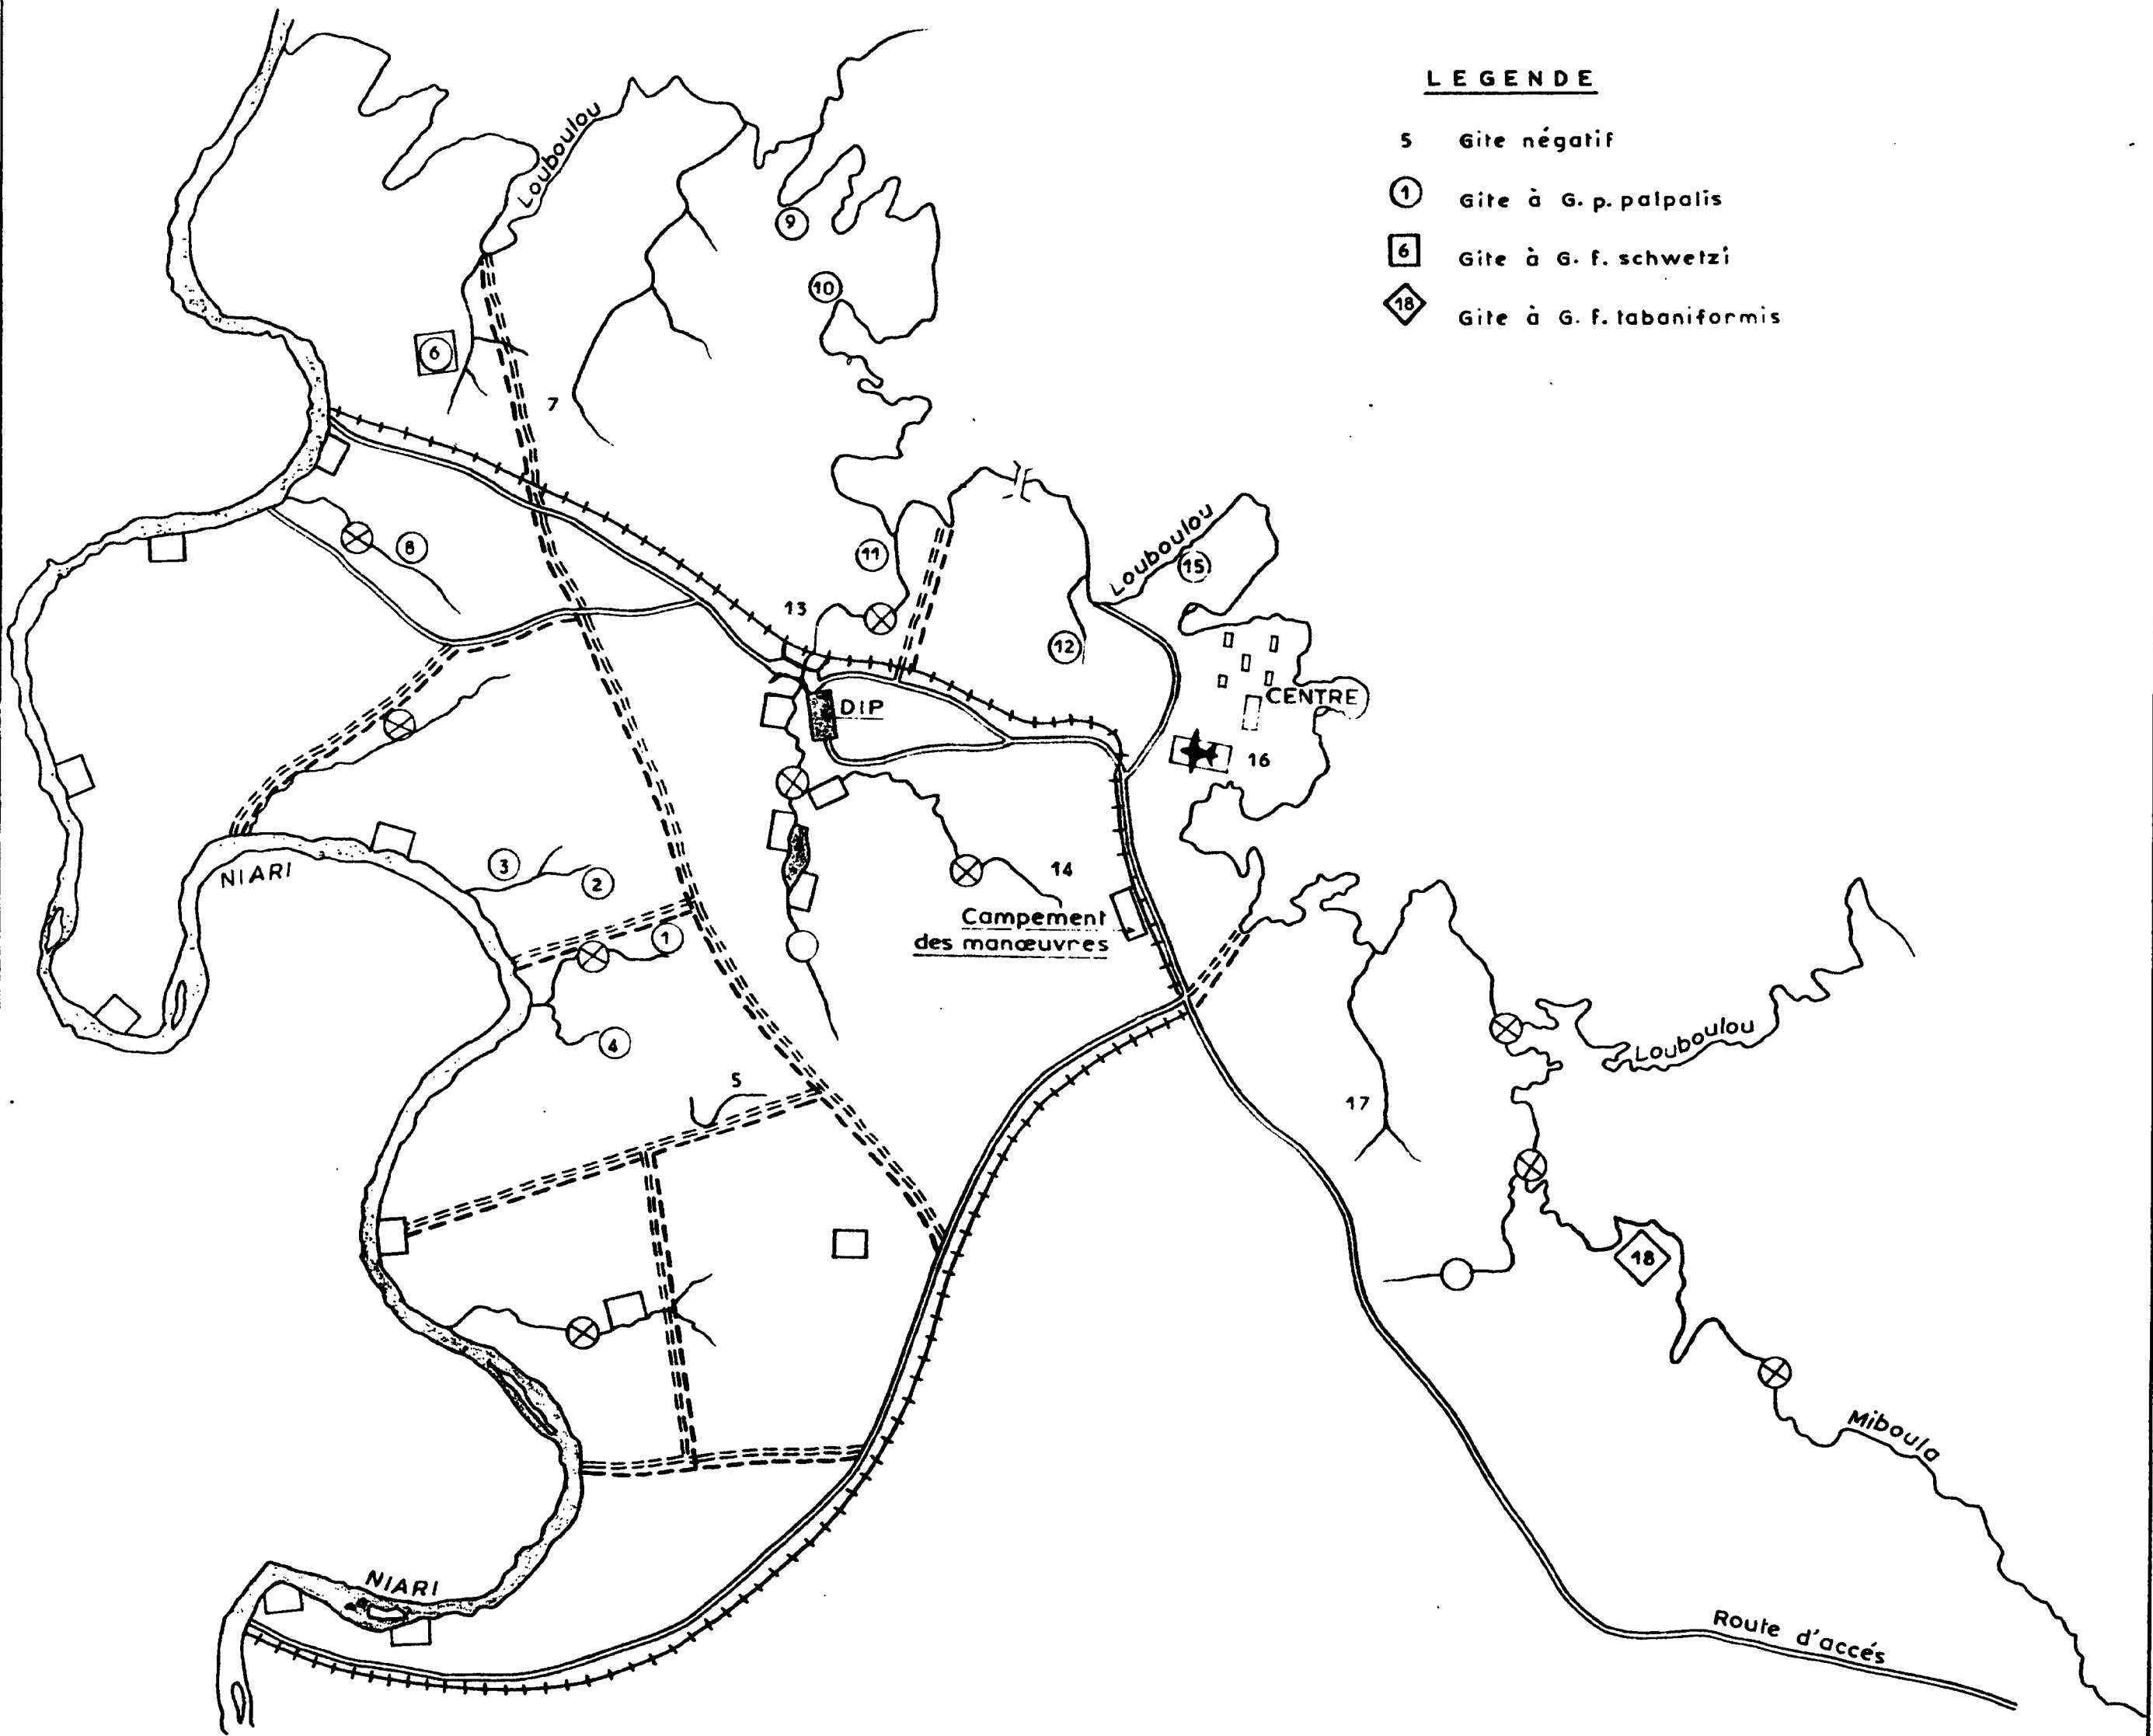 LEGENDE
5 Gite négatif
1 Gite à G. p. palpalis
6 Gite à G. f. schwetzi
18 Gite à G. f. tabaniformis
Louboulou
9
10
6
7
8
11
13
12
Louboulou
15
CENTRE
DIP
16
NIARI
3
2
14
1
Campement
des manœuvres
4
5
17
Louboulou
18
Miboula
NIARI
Route d'accés